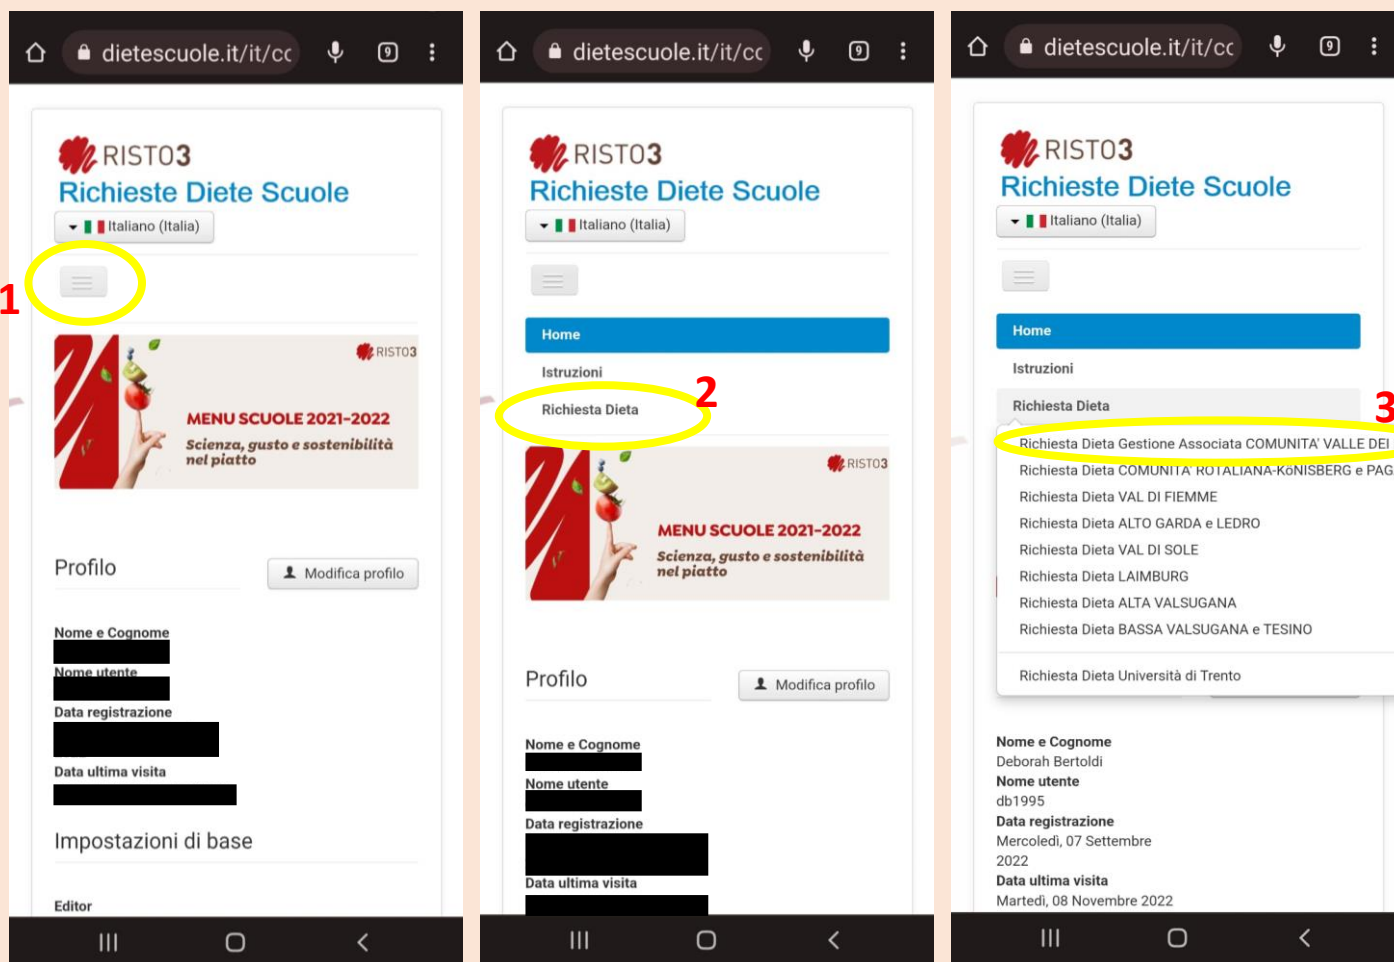 dietescuole.it/it/cc
9
RISTO3
Richieste Diete Scuole
Italiano (Italia)
1
RISTO3
MENU SCUOLE 2021-2022
Scienza, gusto e sostenibilità
nel piatto
Profilo
Modifica profilo
Nome e Cognome
Nome utente
Data registrazione
Data ultima visita
Impostazioni di base
Editor
dietescuole.it/it/cc
9
RISTO3
Richieste Diete Scuole
Italiano (Italia)
Home
Istruzioni
Richiesta Dieta
2
RISTO3
MENU SCUOLE 2021-2022
Scienza, gusto e sostenibilità
nel piatto
Profilo
Modifica profilo
Nome e Cognome
Nome utente
Data registrazione
Data ultima visita
dietescuole.it/it/cc
9
RISTO3
Richieste Diete Scuole
Italiano (Italia)
Home
Istruzioni
Richiesta Dieta
3
Richiesta Dieta Gestione Associata COMUNITA' VALLE DEI
Richiesta Dieta COMUNITA' ROTALIANA-KöNISBERG e PAG
Richiesta Dieta VAL DI FIEMME
Richiesta Dieta ALTO GARDA e LEDRO
Richiesta Dieta VAL DI SOLE
Richiesta Dieta LAIMBURG
Richiesta Dieta ALTA VALSUGANA
Richiesta Dieta BASSA VALSUGANA e TESINO
Richiesta Dieta Università di Trento
Nome e Cognome
Deborah Bertoldi
Nome utente
db1995
Data registrazione
Mercoledì, 07 Settembre
2022
Data ultima visita
Martedì, 08 Novembre 2022